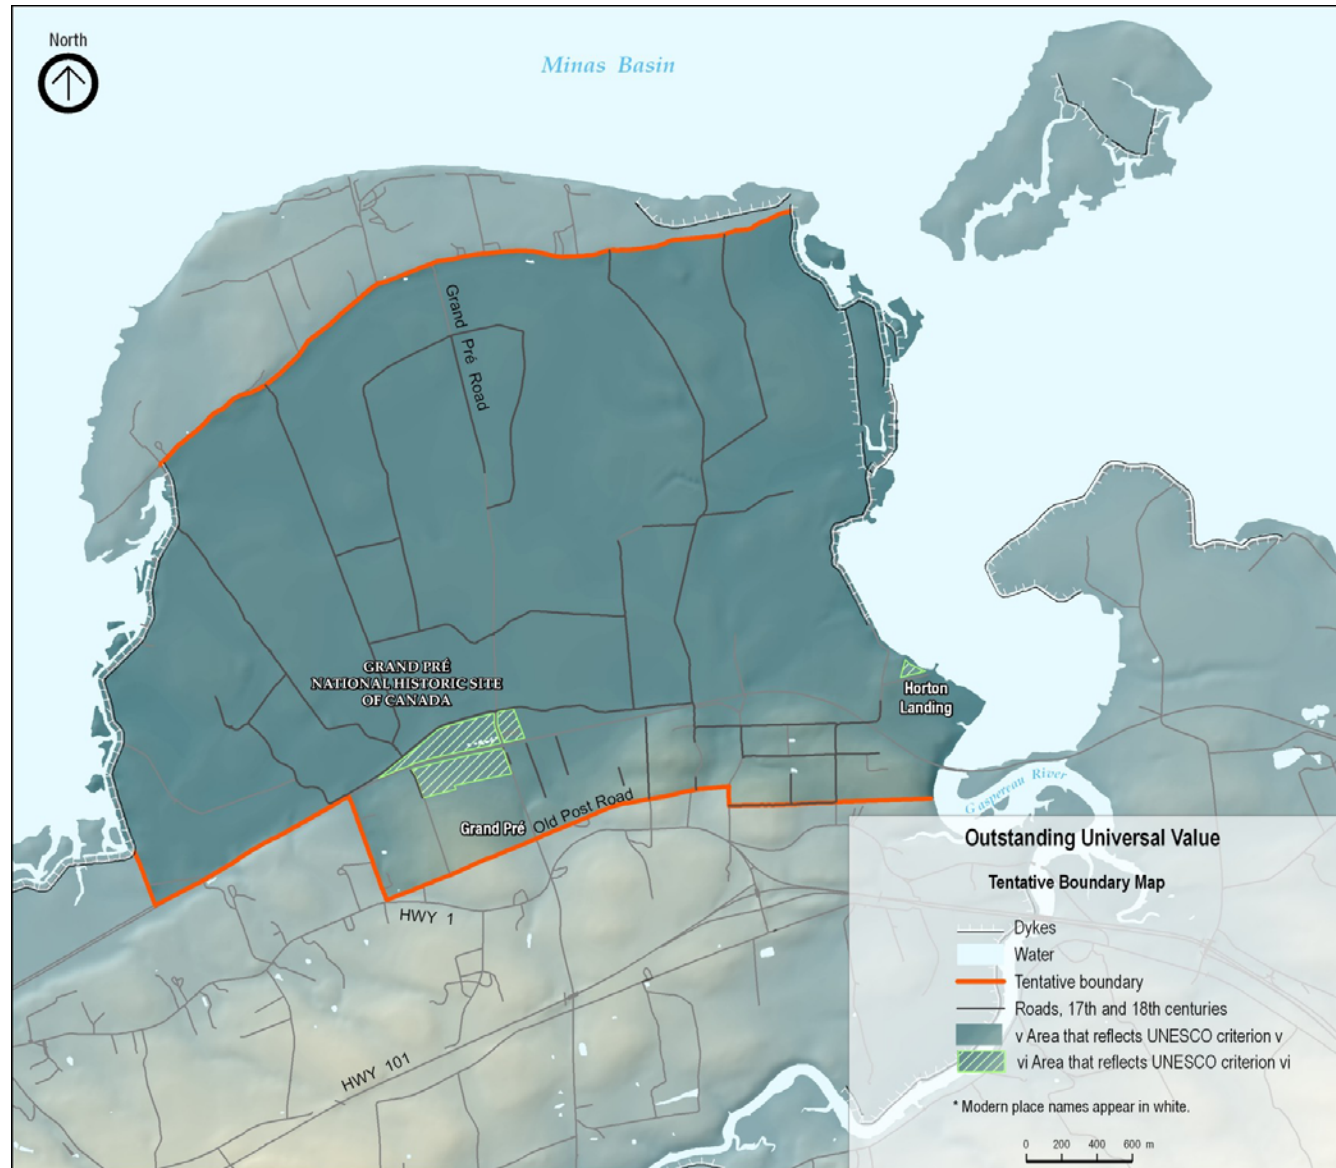 North
Minas Basin
Grand Pré Road
GRAND PRÉ
NATIONAL HISTORIC SITE
OF CANADA
Horton
Landing
Gaspereau River
Grand Pré
Old Post Road
HWY 1
HWY 101
Outstanding Universal Value
Tentative Boundary Map
Dykes
Water
Tentative boundary
Roads, 17th and 18th centuries
v Area that reflects UNESCO criterion v
vi Area that reflects UNESCO criterion vi
* Modern place names appear in white.
0 200 400 600 m